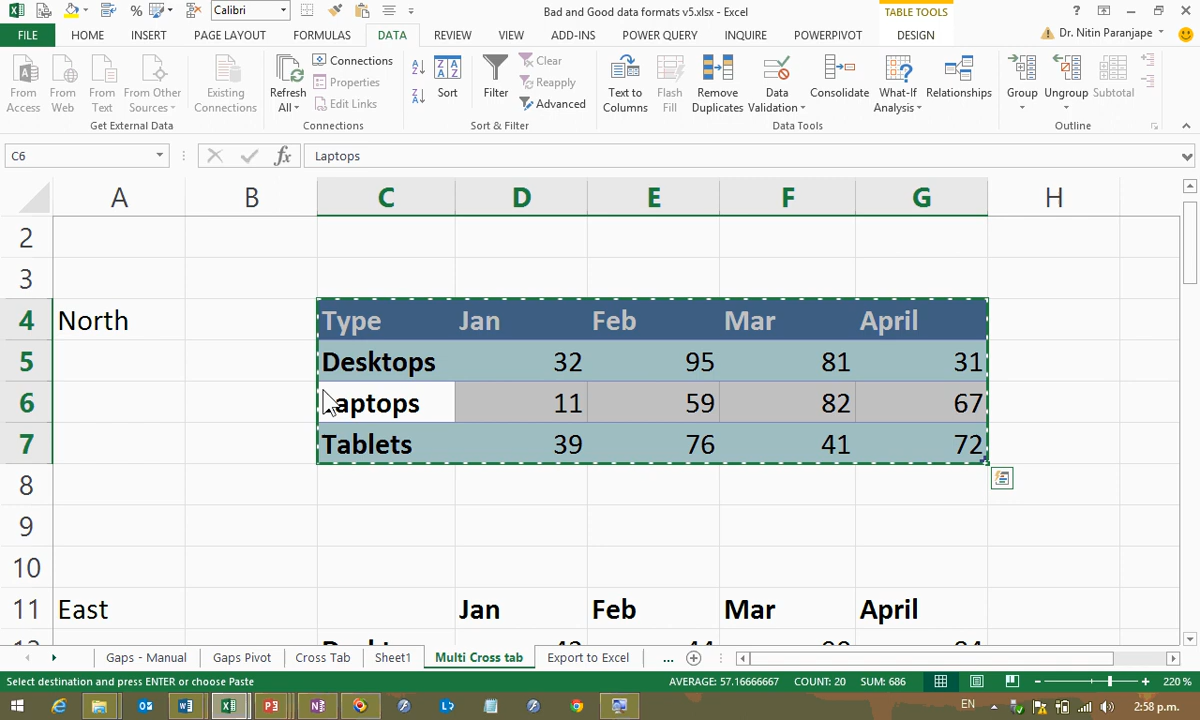 Calibri
Bad and Good data formats v5.xlsx - Excel
TABLE TOOLS
?
FILE HOME INSERT PAGE LAYOUT FORMULAS DATA REVIEW VIEW ADD-INS POWER QUERY INQUIRE POWERPIVOT DESIGN
Dr. Nitin Paranjape
From Access
From Web
From Text
From Other Sources
Existing Connections
Refresh All
Connections
Properties
Edit Links
Sort
Filter
Clear
Reapply
Advanced
Text to Columns
Flash Fill
Remove Duplicates
Data Validation
Consolidate
What-If Analysis
Relationships
Group
Ungroup
Subtotal
Get External Data
Connections
Sort & Filter
Data Tools
Outline
C6 fx Laptops
A B C D E F G H
2
3
4 North Type Jan Feb Mar April
5 Desktops 32 95 81 31
6 Laptops 11 59 82 67
7 Tablets 39 76 41 72
8
9
10
11 East Jan Feb Mar April
Gaps - Manual Gaps Pivot Cross Tab Sheet1 Multi Cross tab Export to Excel ...
Select destination and press ENTER or choose Paste AVERAGE: 57.16666667 COUNT: 20 SUM: 686 220 %
EN 2:58 p.m.